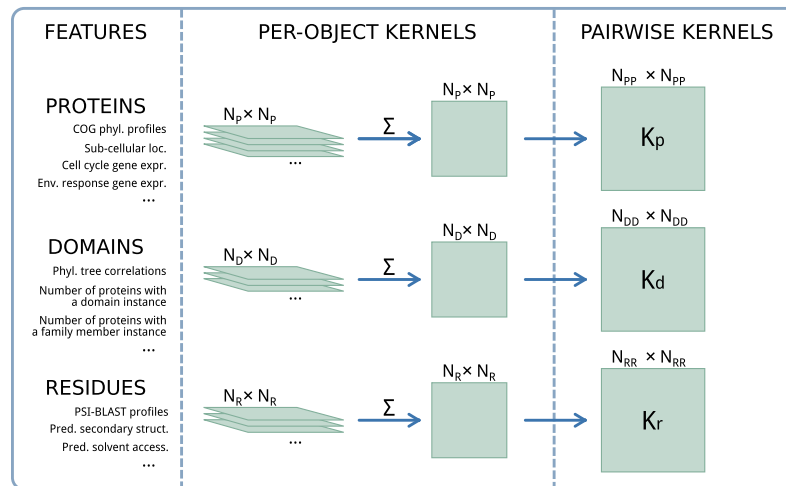 FEATURES
PER-OBJECT KERNELS
PAIRWISE KERNELS
PROTEINS
COG phyl. profiles
Sub-cellular loc.
Cell cycle gene expr.
Env. response gene expr.
...
NP× NP
...
Σ
NP× NP
NPP × NPP
Kp
DOMAINS
Phyl. tree correlations
Number of proteins with
a domain instance
Number of proteins with
a family member instance
...
ND× ND
...
Σ
ND× ND
NDD × NDD
Kd
RESIDUES
PSI-BLAST profiles
Pred. secondary struct.
Pred. solvent access.
...
NR× NR
...
Σ
NR× NR
NRR × NRR
Kr